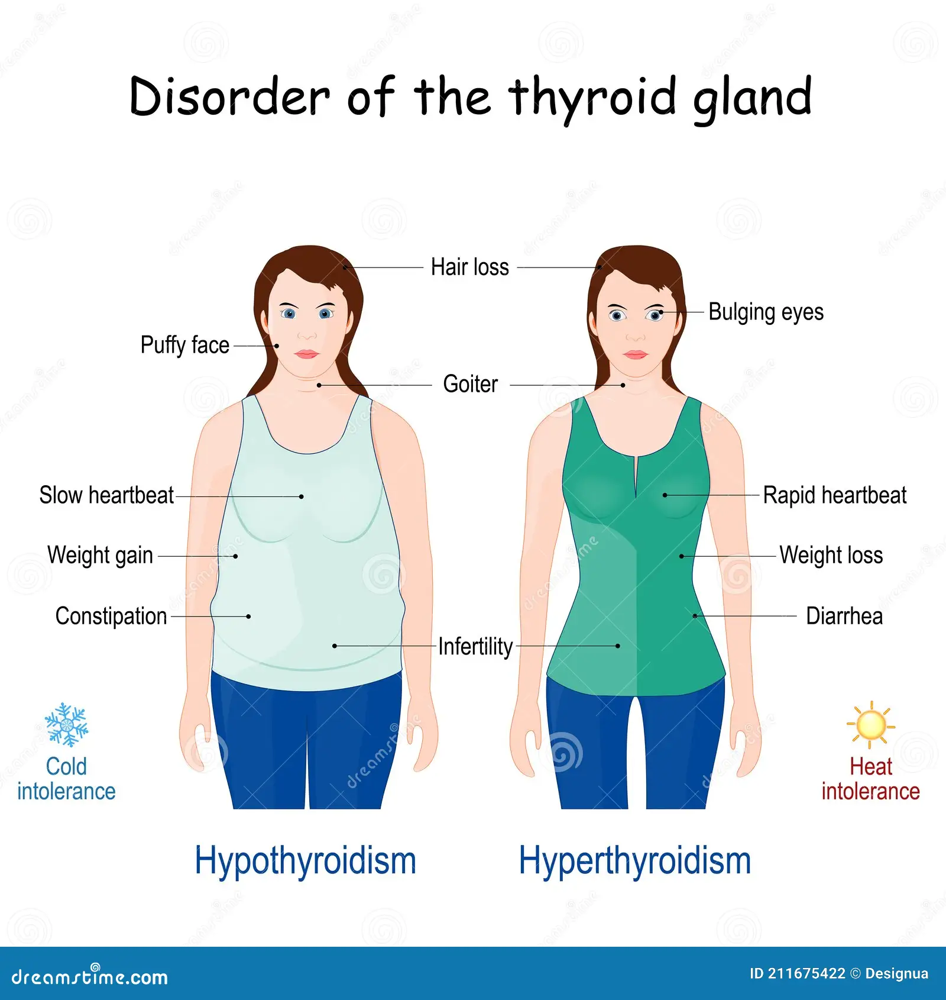 Disorder of the thyroid gland
Hair loss
Bulging eyes
Puffy face
Goiter
Slow heartbeat
Rapid heartbeat
Weight gain
Weight loss
Constipation
Diarrhea
Infertility
Cold
intolerance
Heat
intolerance
Hypothyroidism
Hyperthyroidism
dreamstime.com
ID 211675422 © Designua